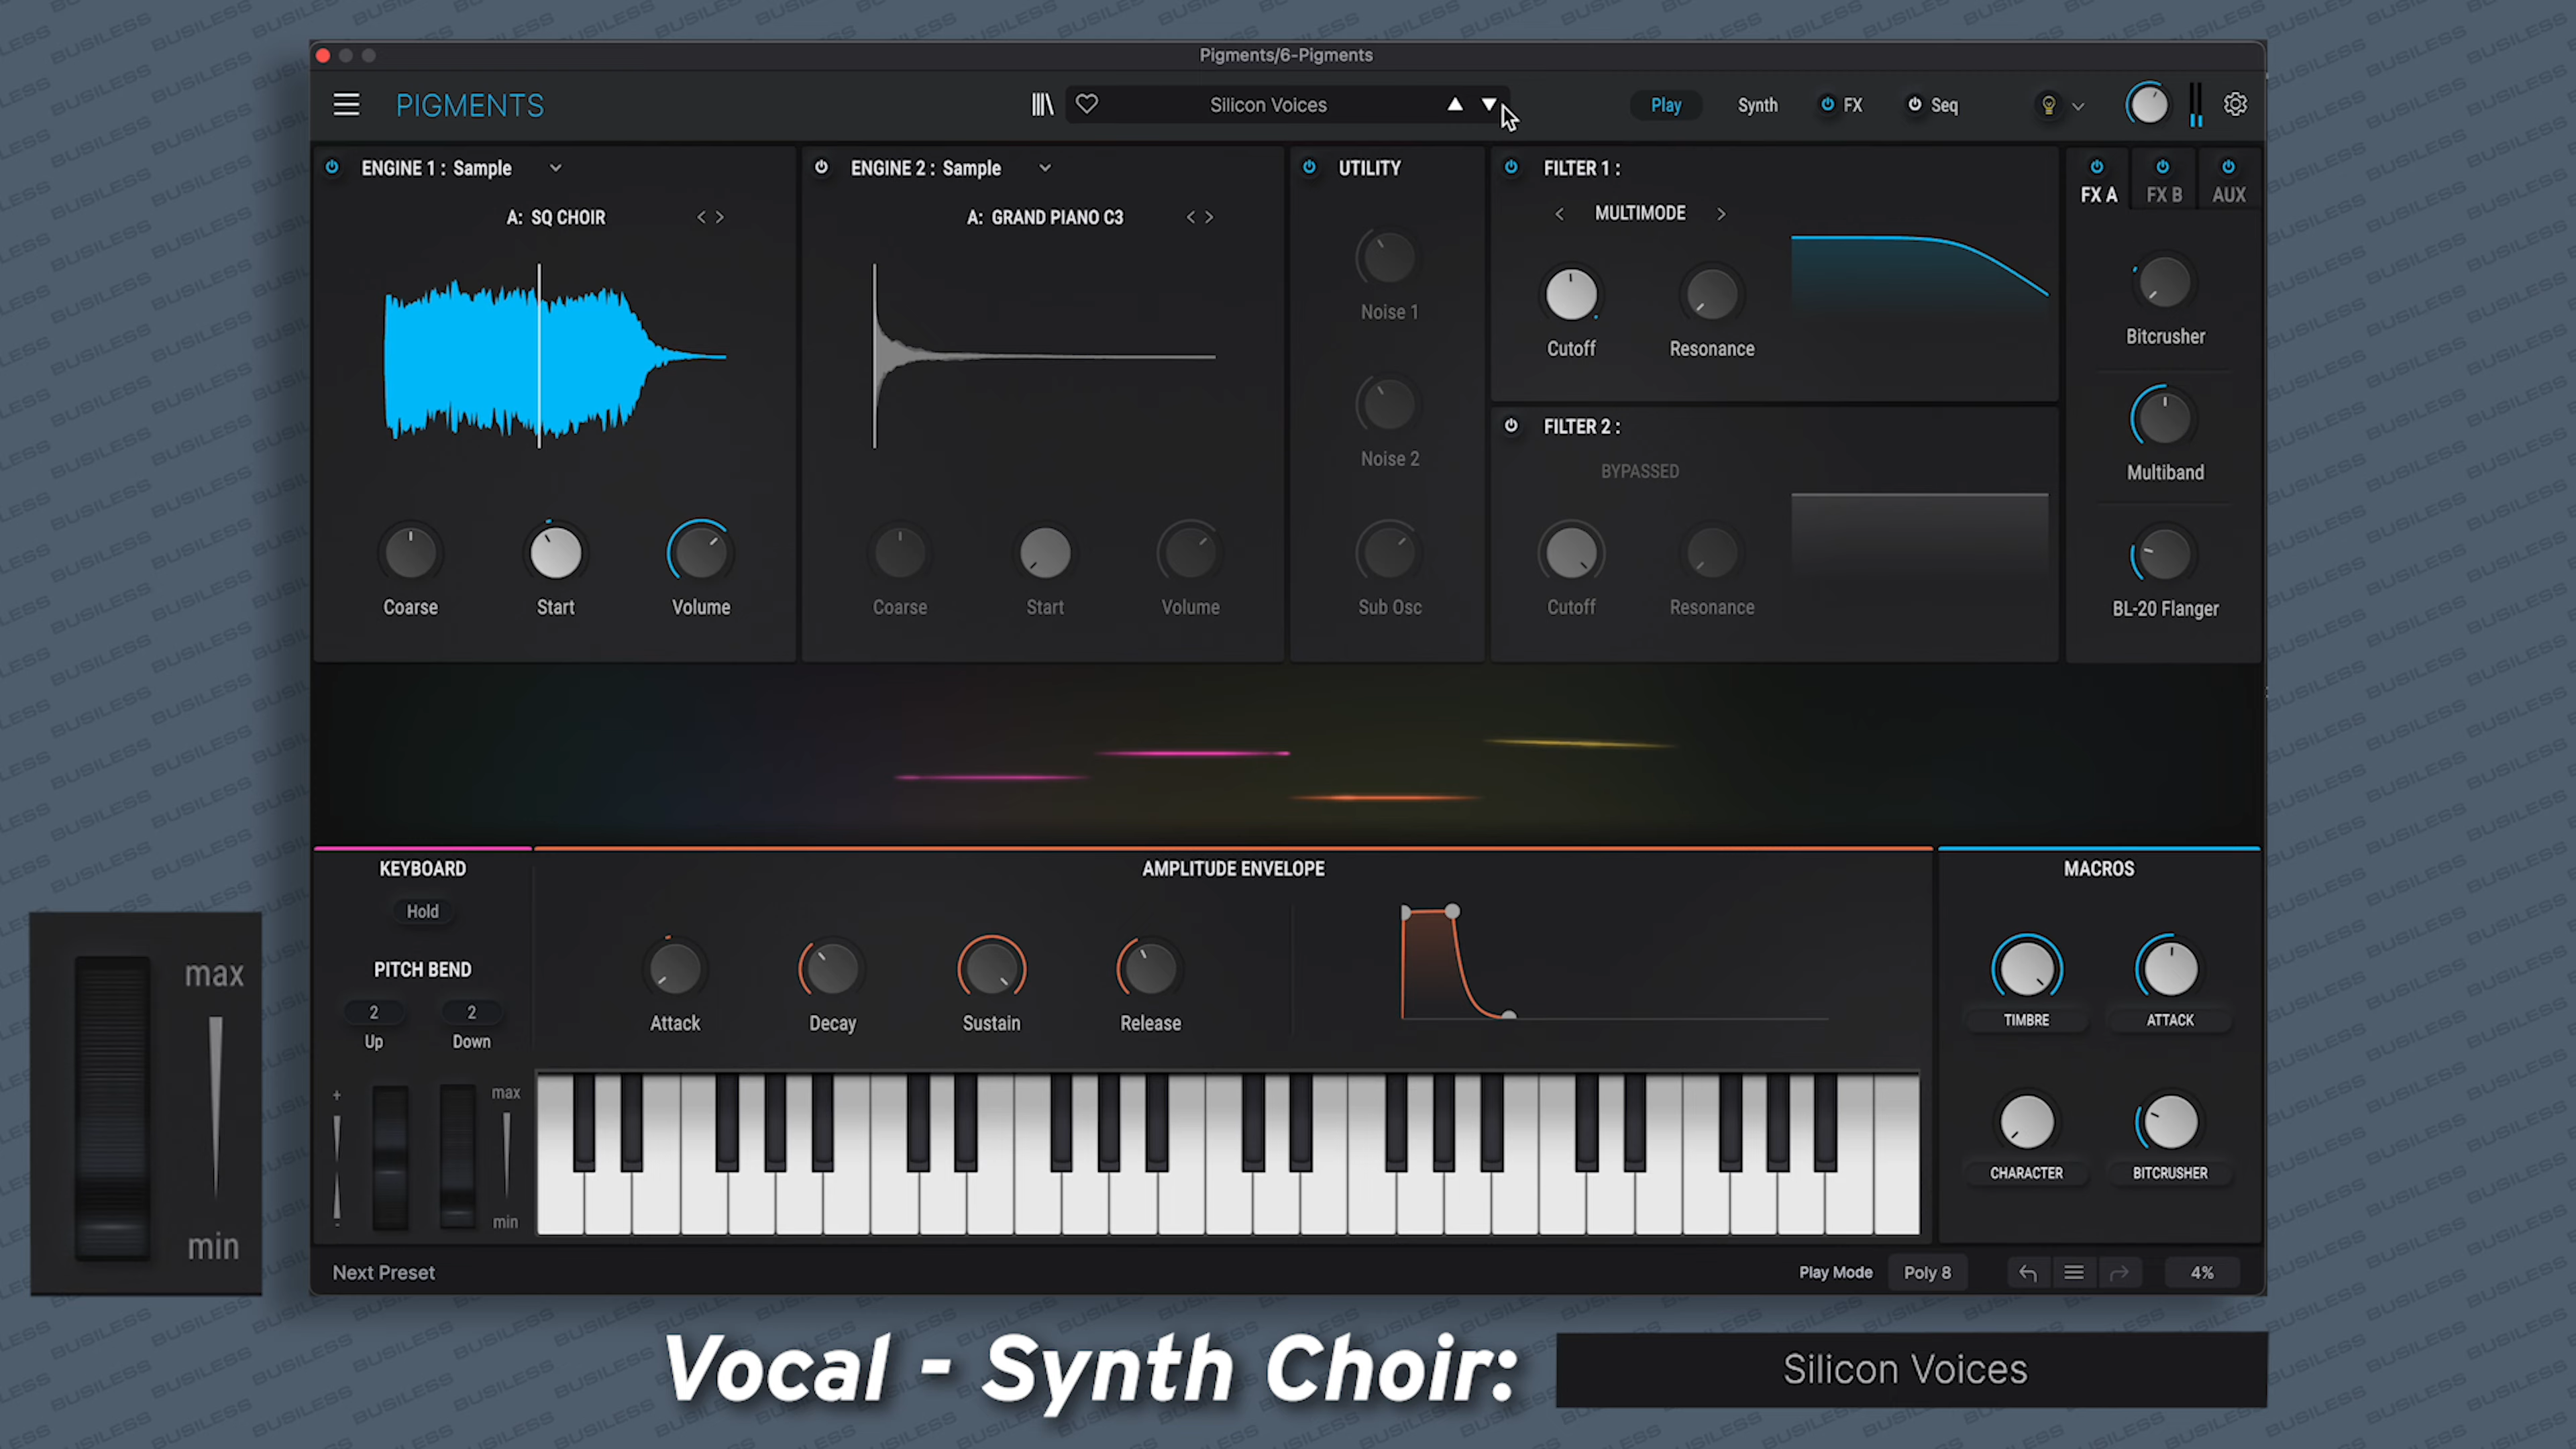 Pigments/6-Pigments
PIGMENTS
Silicon Voices
Play
Synth
FX
Seq
ENGINE 1 : Sample
A: SQ CHOIR
Coarse
Start
Volume
ENGINE 2 : Sample
A: GRAND PIANO C3
Coarse
Start
Volume
UTILITY
Noise 1
Noise 2
Sub Osc
FILTER 1 :
MULTIMODE
Cutoff
Resonance
FILTER 2 :
BYPASSED
Cutoff
Resonance
FX A
FX B
AUX
Bitcrusher
Multiband
BL-20 Flanger
KEYBOARD
Hold
PITCH BEND
2
2
Up
Down
+
-
max
min
AMPLITUDE ENVELOPE
Attack
Decay
Sustain
Release
MACROS
TIMBRE
ATTACK
CHARACTER
BITCRUSHER
max
min
Next Preset
Play Mode
Poly 8
4%
Vocal - Synth Choir:
Silicon Voices
BUSILESS